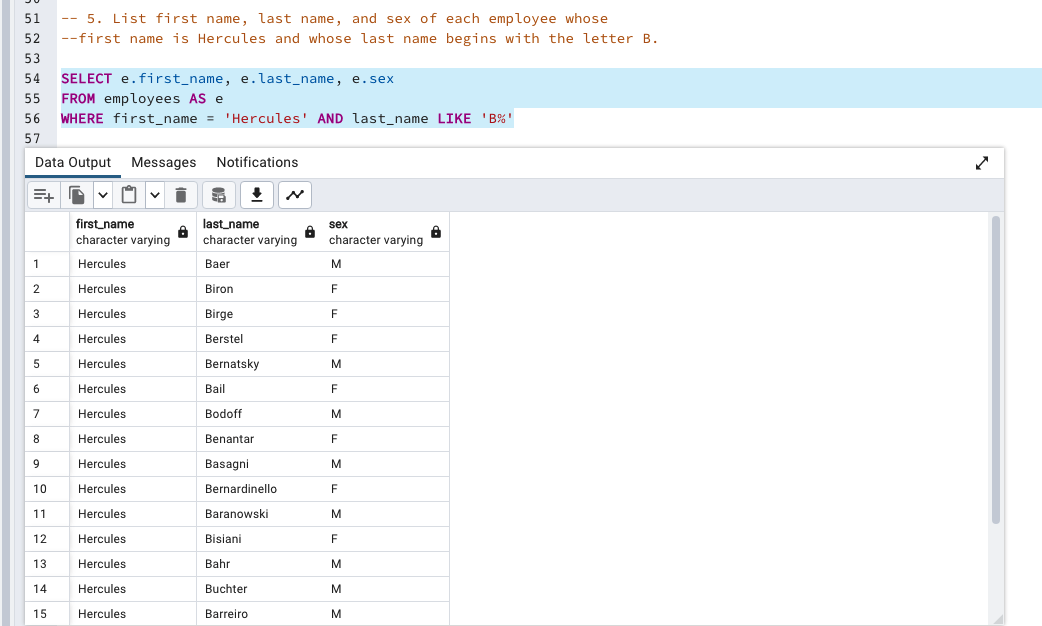 51 -- 5. List first name, last name, and sex of each employee whose
52 --first name is Hercules and whose last name begins with the letter B.
53
54 SELECT e.first_name, e.last_name, e.sex
55 FROM employees AS e
56 WHERE first_name = 'Hercules' AND last_name LIKE 'B%'
57
Data Output Messages Notifications
first_name last_name sex
character varying character varying character varying
1 Hercules Baer M
2 Hercules Biron F
3 Hercules Birge F
4 Hercules Berstel F
5 Hercules Bernatsky M
6 Hercules Bail F
7 Hercules Bodoff M
8 Hercules Benantar F
9 Hercules Basagni M
10 Hercules Bernardinello F
11 Hercules Baranowski M
12 Hercules Bisiani F
13 Hercules Bahr M
14 Hercules Buchter M
15 Hercules Barreiro M